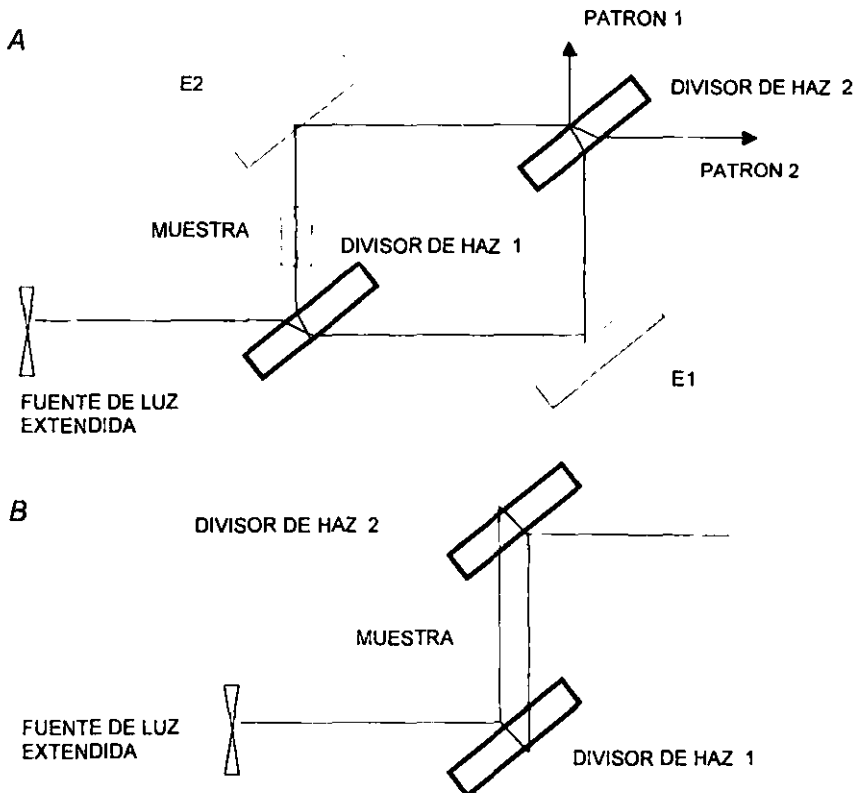 A
PATRON 1
E2
DIVISOR DE HAZ 2
PATRON 2
MUESTRA
DIVISOR DE HAZ 1
E1
FUENTE DE LUZ
EXTENDIDA
B
DIVISOR DE HAZ 2
MUESTRA
FUENTE DE LUZ
EXTENDIDA
DIVISOR DE HAZ 1